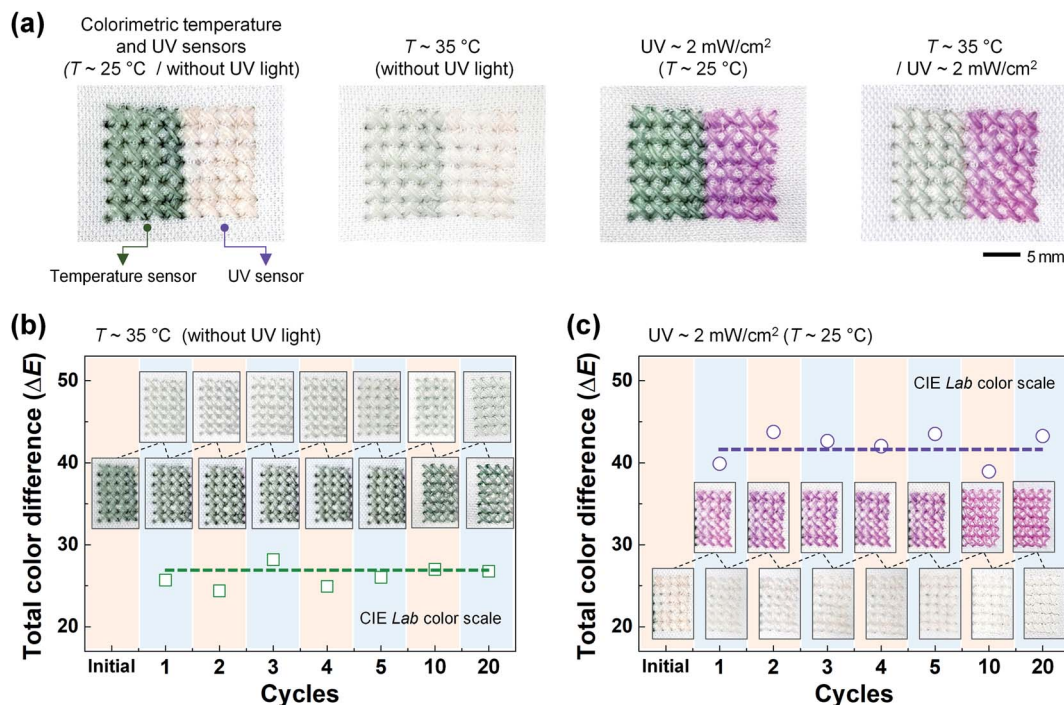 (a)
Colorimetric temperature
and UV sensors
(T ~ 25 °C / without UV light)
T ~ 35 °C
(without UV light)
UV ~ 2 mW/cm²
(T ~ 25 °C)
T ~ 35 °C
/ UV ~ 2 mW/cm²
Temperature sensor
UV sensor
5 mm
(b)
T ~ 35 °C (without UV light)
Total color difference (ΔE)
50
40
30
20
CIE Lab color scale
Initial 1 2 3 4 5 10 20
Cycles
(c)
UV ~ 2 mW/cm² (T ~ 25 °C)
Total color difference (ΔE)
50
40
30
20
CIE Lab color scale
Initial 1 2 3 4 5 10 20
Cycles